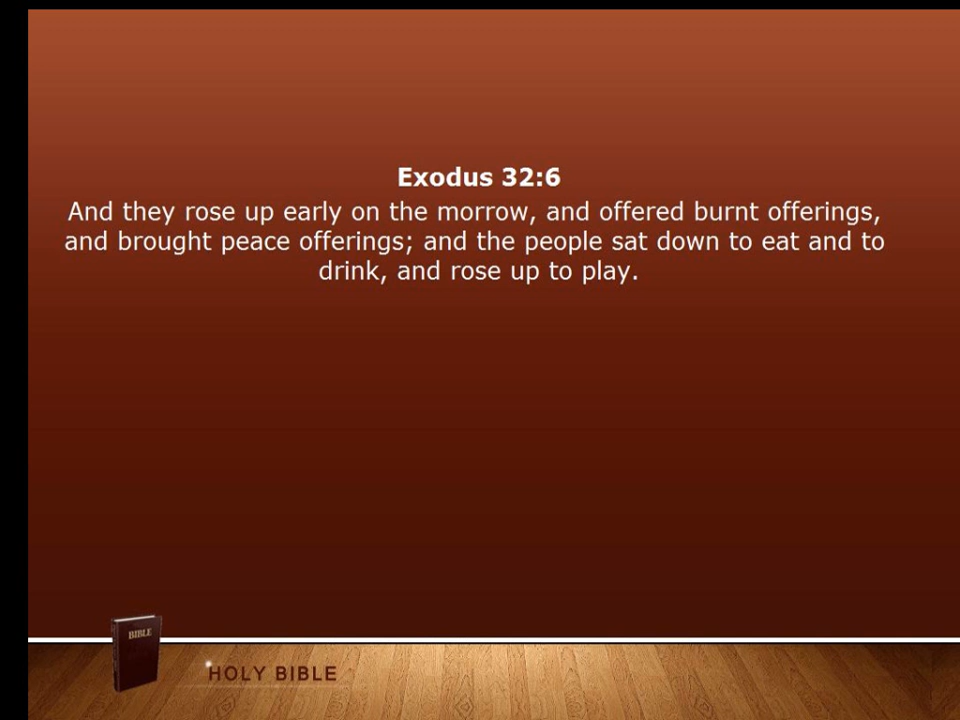 Exodus 32:6
And they rose up early on the morrow, and offered burnt offerings,
and brought peace offerings; and the people sat down to eat and to
drink, and rose up to play.
BIBLE
HOLY BIBLE